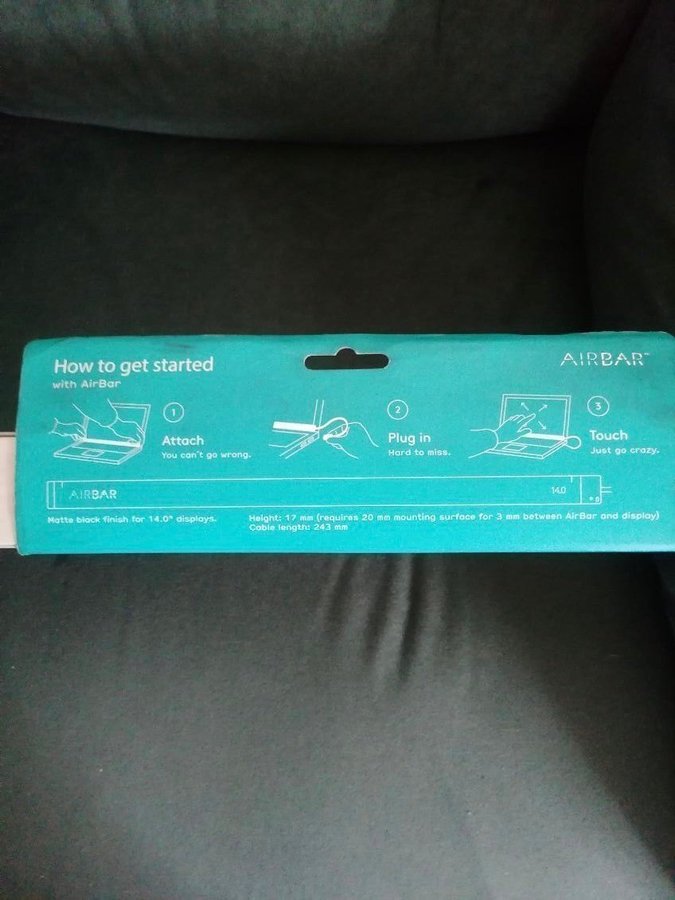 How to get started
with AirBar
AIRBAR™
1
Attach
You can't go wrong.
2
Plug in
Hard to miss.
3
Touch
Just go crazy.
AIRBAR
14.0
Matte black finish for 14.0" displays.
Height: 17 mm (requires 20 mm mounting surface for 3 mm between AirBar and display)
Cable length: 243 mm